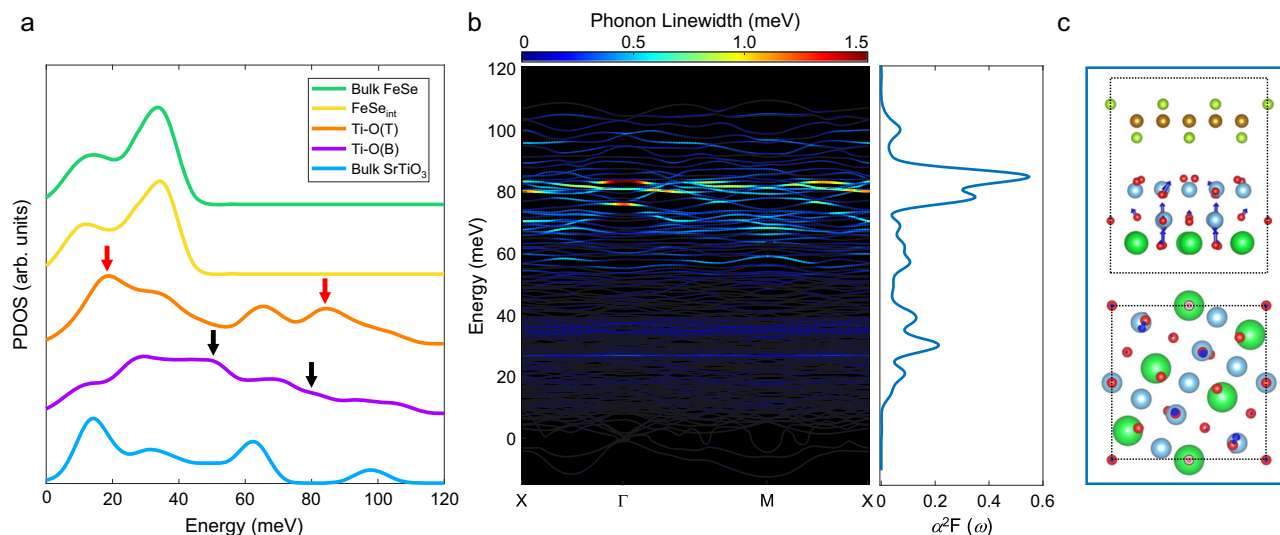 a
PDOS (arb. units)
Bulk FeSe
FeSe_int
Ti-O(T)
Ti-O(B)
Bulk SrTiO₃
0 20 40 60 80 100 120
Energy (meV)
b
Phonon Linewidth (meV)
0 0.5 1.0 1.5
Energy (meV)
120
100
80
60
40
20
0
X Γ M X
0 0.2 0.4 0.6
α²F (ω)
c